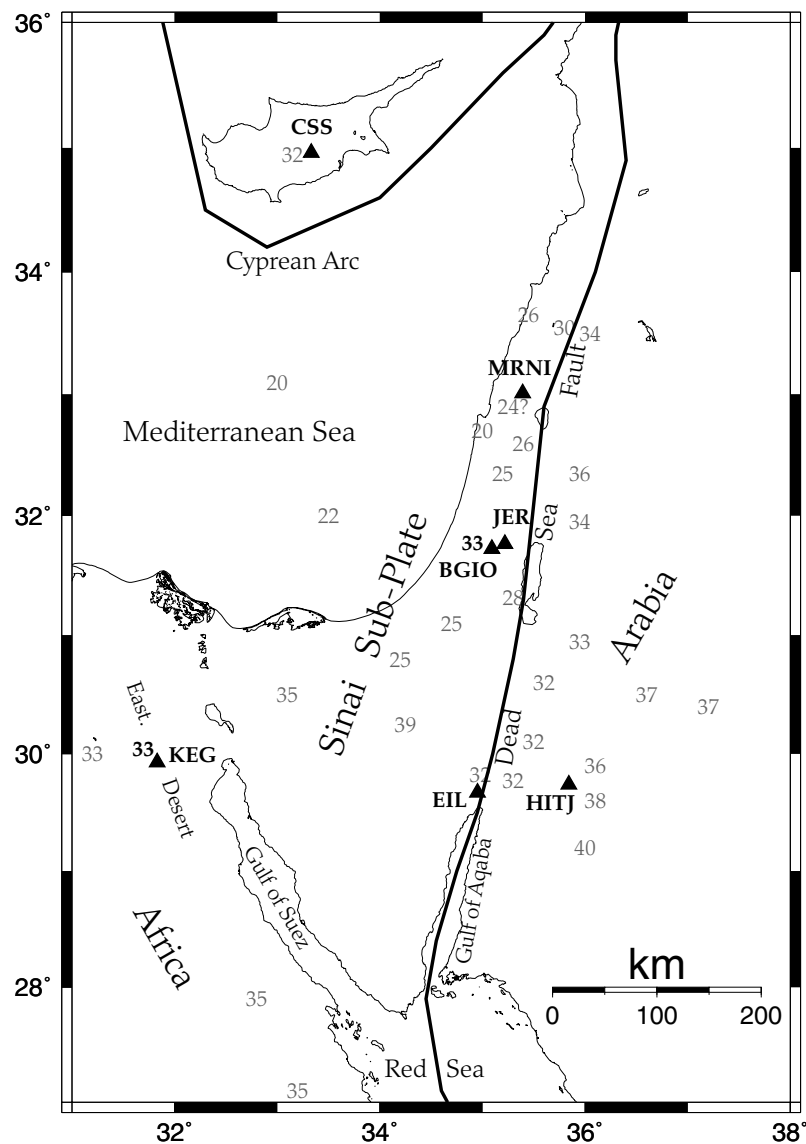 36°
CSS
32
34°
Cyprean Arc
26
30
34
Fault
MRNI
20
24?
Mediterranean Sea
20
26
25
36
32°
22
JER
34
Sea
33
BGIO
Sub-Plate
28
25
33
Arabia
25
32
35
37
37
Sinai
39
East.
31
Dead
30°
33
33
KEG
32
32
36
Desert
EIL
HITJ
38
40
Gulf of Suez
Gulf of Aqaba
Africa
km
28°
35
0 100 200
Red Sea
35
32° 34° 36° 38°